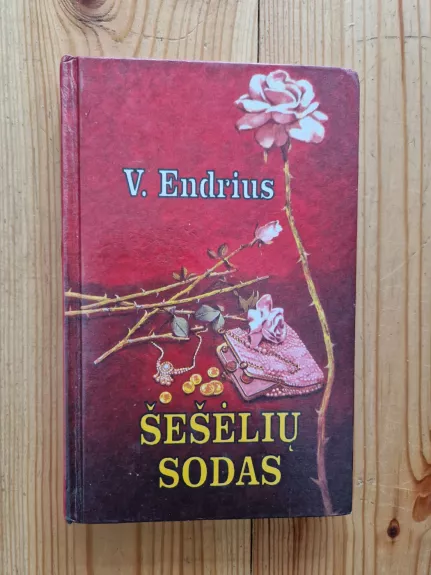 V. Endrius
ŠEŠĖLIŲ
SODAS